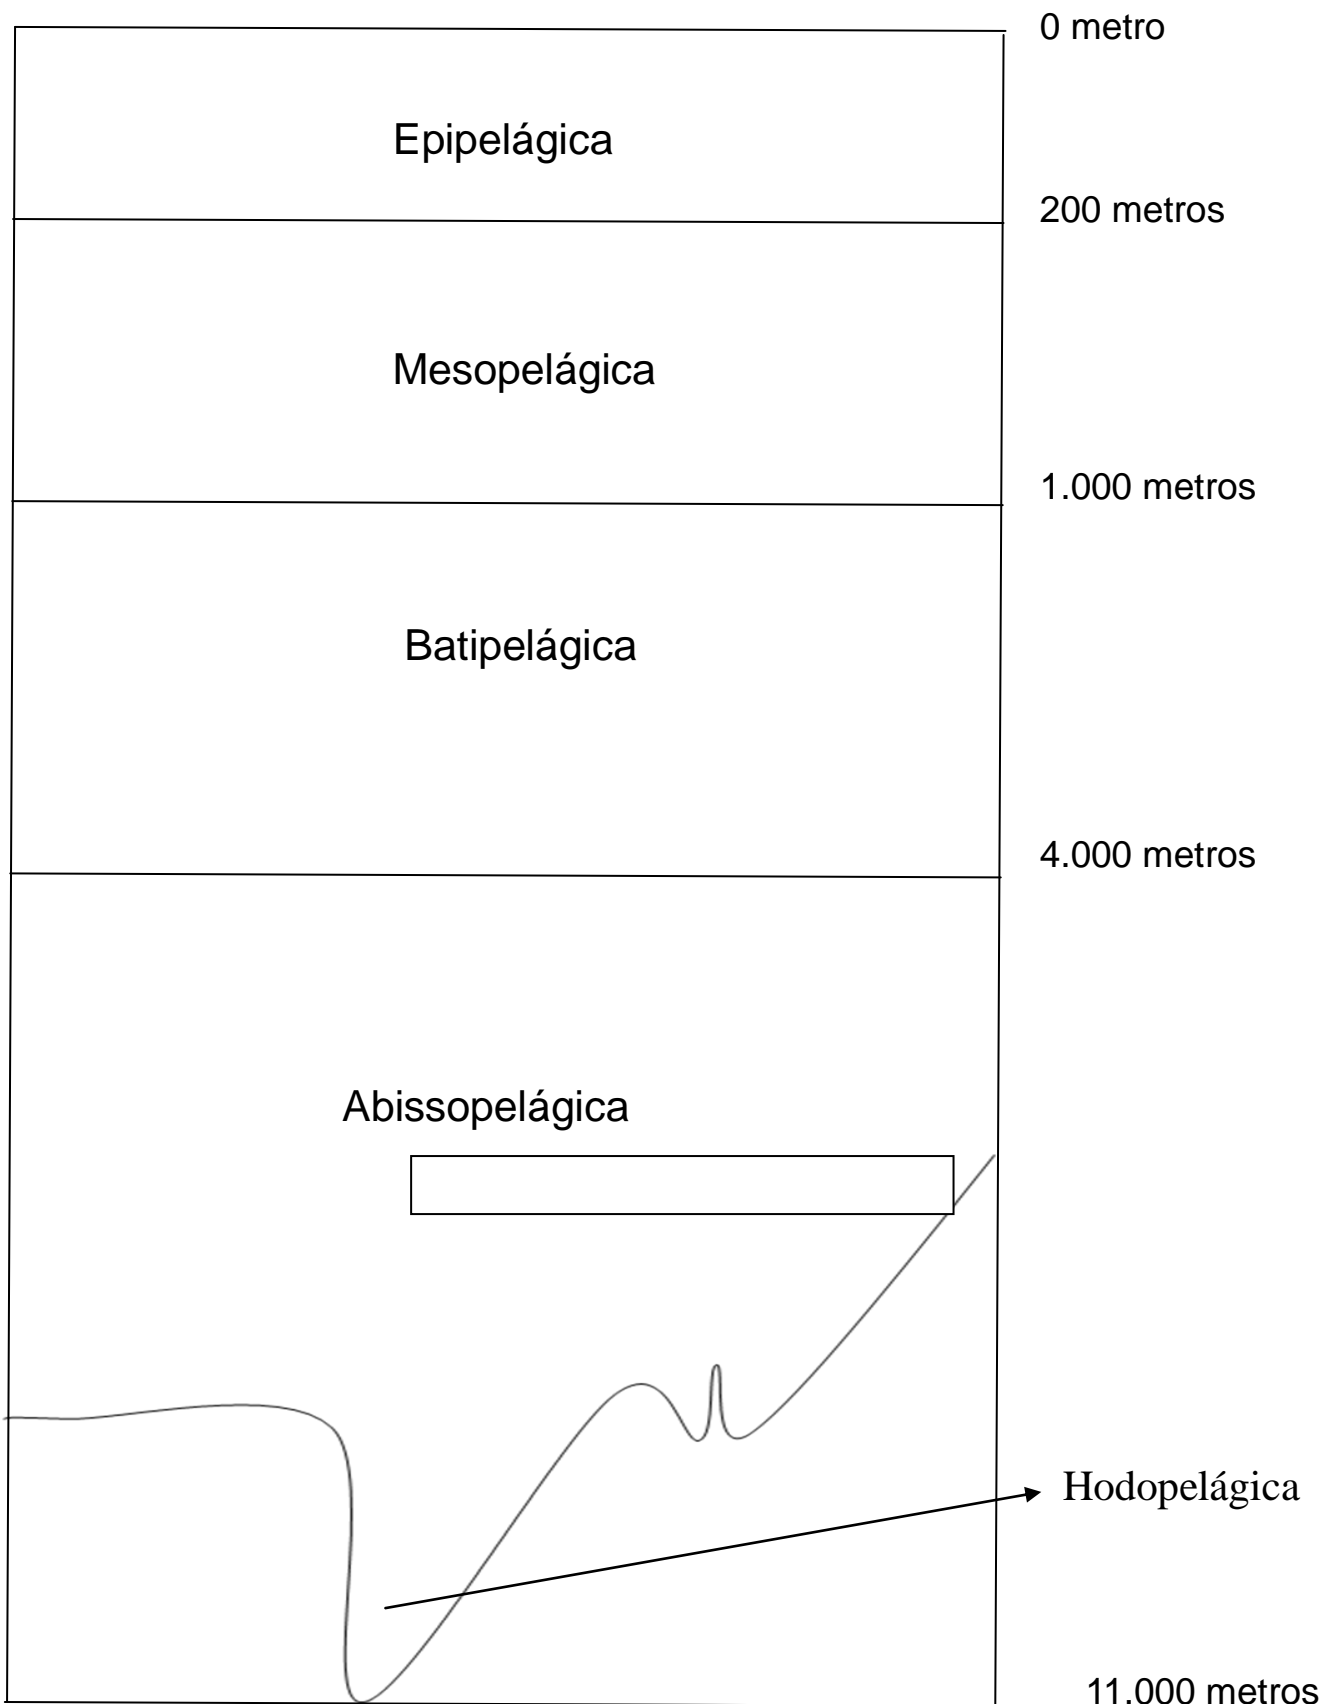 0 metro
Epipelágica
200 metros
Mesopelágica
1.000 metros
Batipelágica
4.000 metros
Abissopelágica
Hodopelágica
11.000 metros